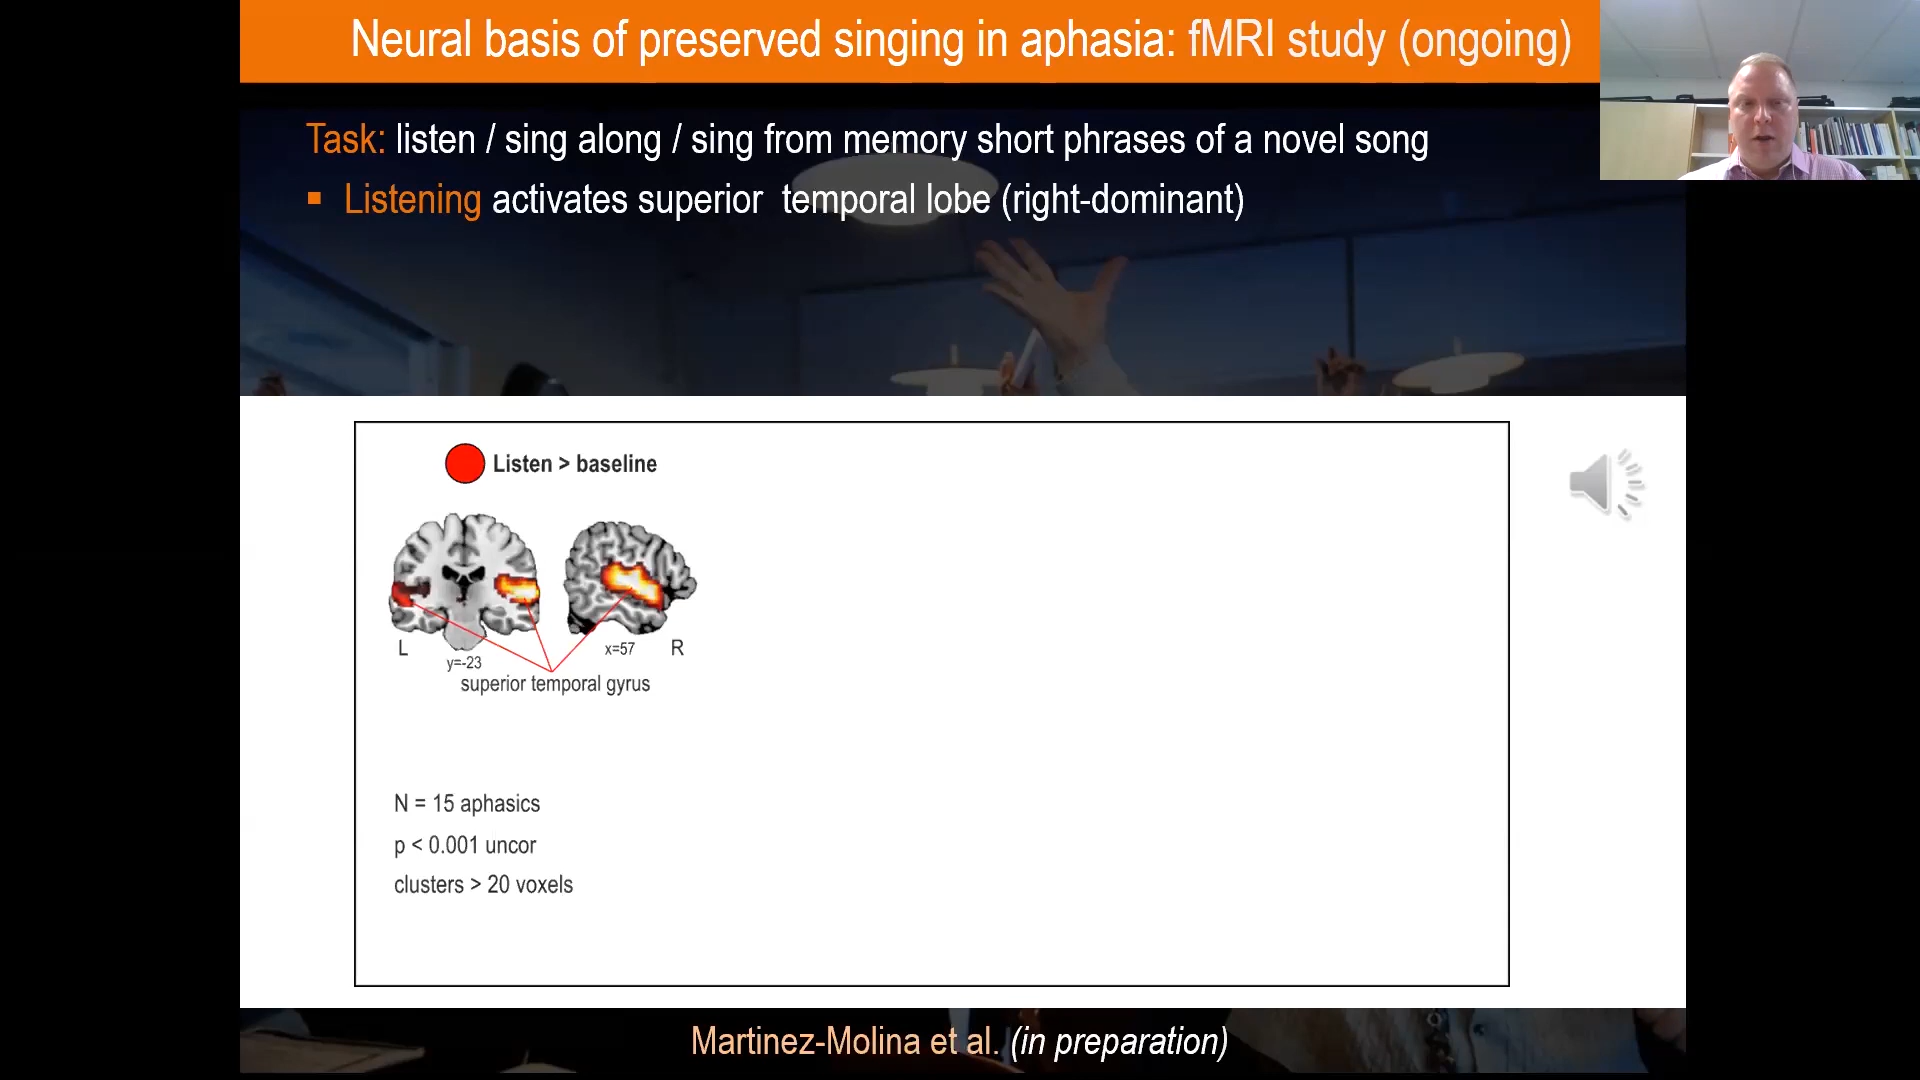 Neural basis of preserved singing in aphasia: fMRI study (ongoing)
Task: listen / sing along / sing from memory short phrases of a novel song
▪ Listening activates superior temporal lobe (right-dominant)
Listen > baseline
L
y=-23
x=57
R
superior temporal gyrus
N = 15 aphasics
p < 0.001 uncor
clusters > 20 voxels
Martinez-Molina et al. (in preparation)